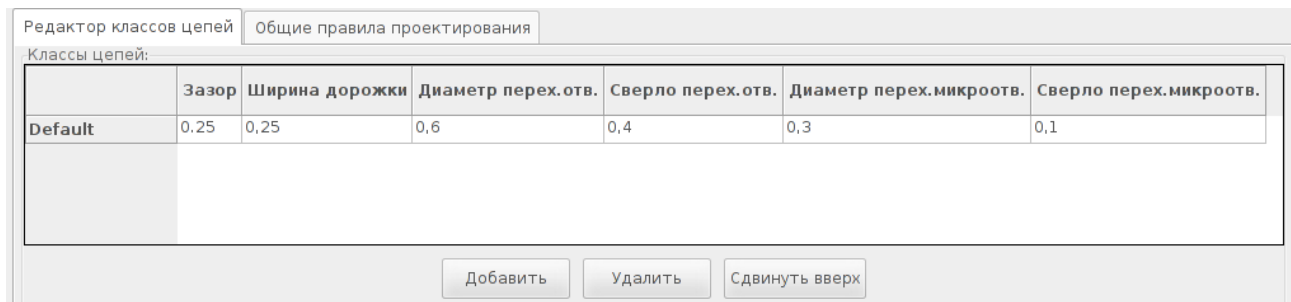 Редактор классов цепей Общие правила проектирования
Классы цепей:
Зазор Ширина дорожки Диаметр перех.отв. Сверло перех.отв. Диаметр перех.микроотв. Сверло перех.микроотв.
Default 0.25 0,25 0,6 0,4 0,3 0,1
Добавить Удалить Сдвинуть вверх